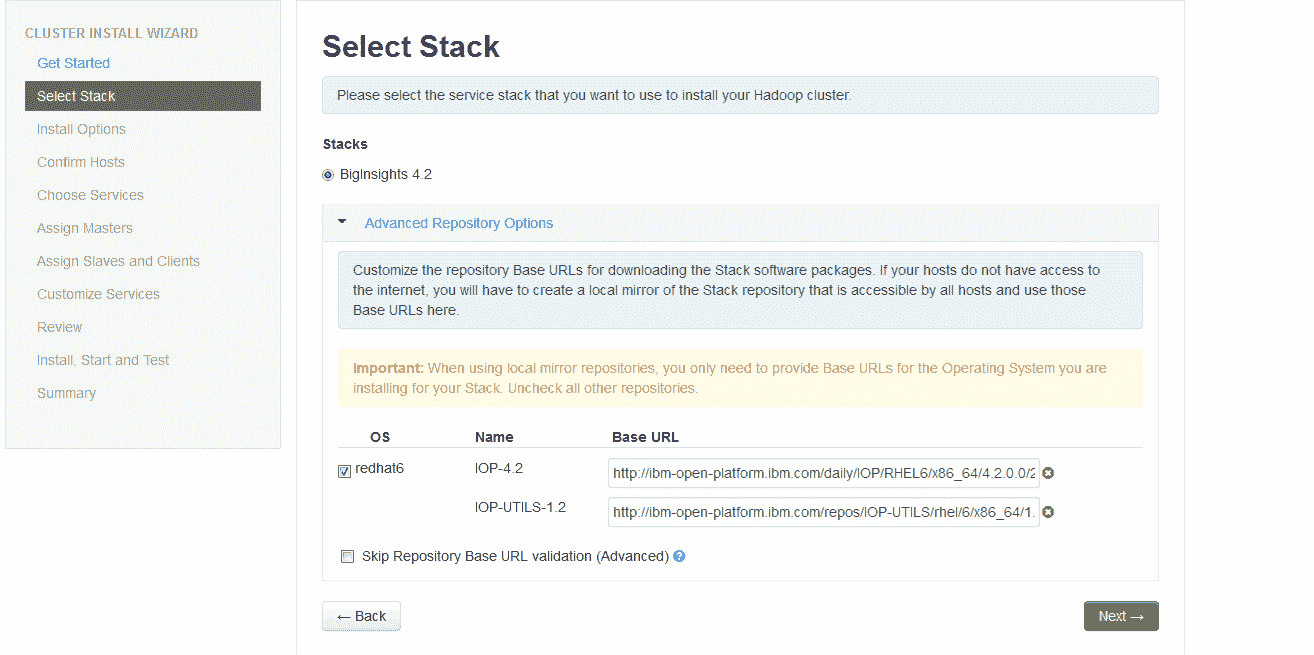 CLUSTER INSTALL WIZARD
Get Started
Select Stack
Install Options
Confirm Hosts
Choose Services
Assign Masters
Assign Slaves and Clients
Customize Services
Review
Install, Start and Test
Summary
Select Stack
Please select the service stack that you want to use to install your Hadoop cluster.
Stacks
BigInsights 4.2
Advanced Repository Options
Customize the repository Base URLs for downloading the Stack software packages. If your hosts do not have access to
the internet, you will have to create a local mirror of the Stack repository that is accessible by all hosts and use those
Base URLs here.
Important: When using local mirror repositories, you only need to provide Base URLs for the Operating System you are
installing for your Stack. Uncheck all other repositories.
OS Name Base URL
redhat6 IOP-4.2 http://ibm-open-platform.ibm.com/daily/IOP/RHEL6/x86_64/4.2.0.0/2
IOP-UTILS-1.2 http://ibm-open-platform.ibm.com/repos/IOP-UTILS/rhel/6/x86_64/1.
Skip Repository Base URL validation (Advanced) ?
← Back
Next →